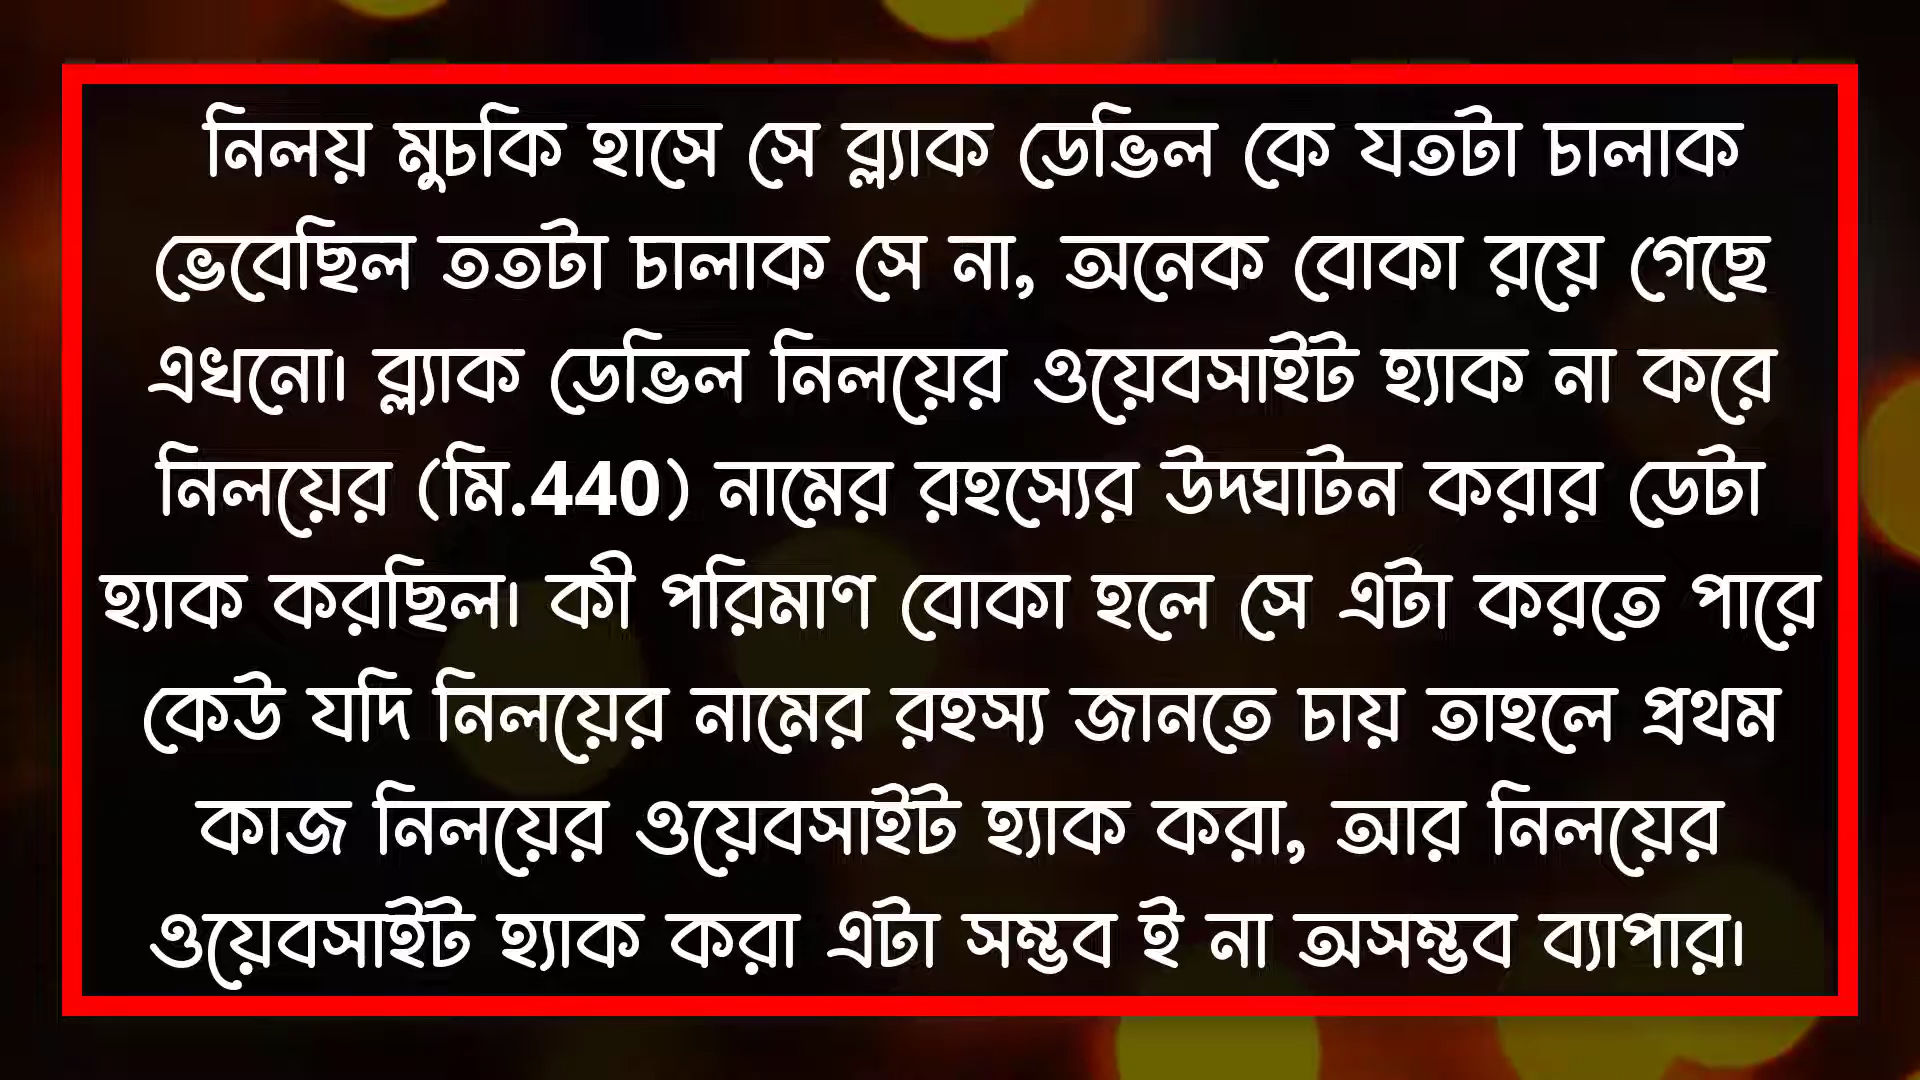 নিলয় মুচকি হাসে সে ব্ল্যাক ডেভিল কে যতটা চালাক
ভেবেছিল ততটা চালাক সে না, অনেক বোকা রয়ে গেছে
এখনো। ব্ল্যাক ডেভিল নিলয়ের ওয়েবসাইট হ্যাক না করে
নিলয়ের (মি.440) নামের রহস্যের উদঘাটন করার ডেটা
হ্যাক করছিল। কী পরিমাণ বোকা হলে সে এটা করতে পারে
কেউ যদি নিলয়ের নামের রহস্য জানতে চায় তাহলে প্রথম
কাজ নিলয়ের ওয়েবসাইট হ্যাক করা, আর নিলয়ের
ওয়েবসাইট হ্যাক করা এটা সম্ভব ই না অসম্ভব ব্যাপার।